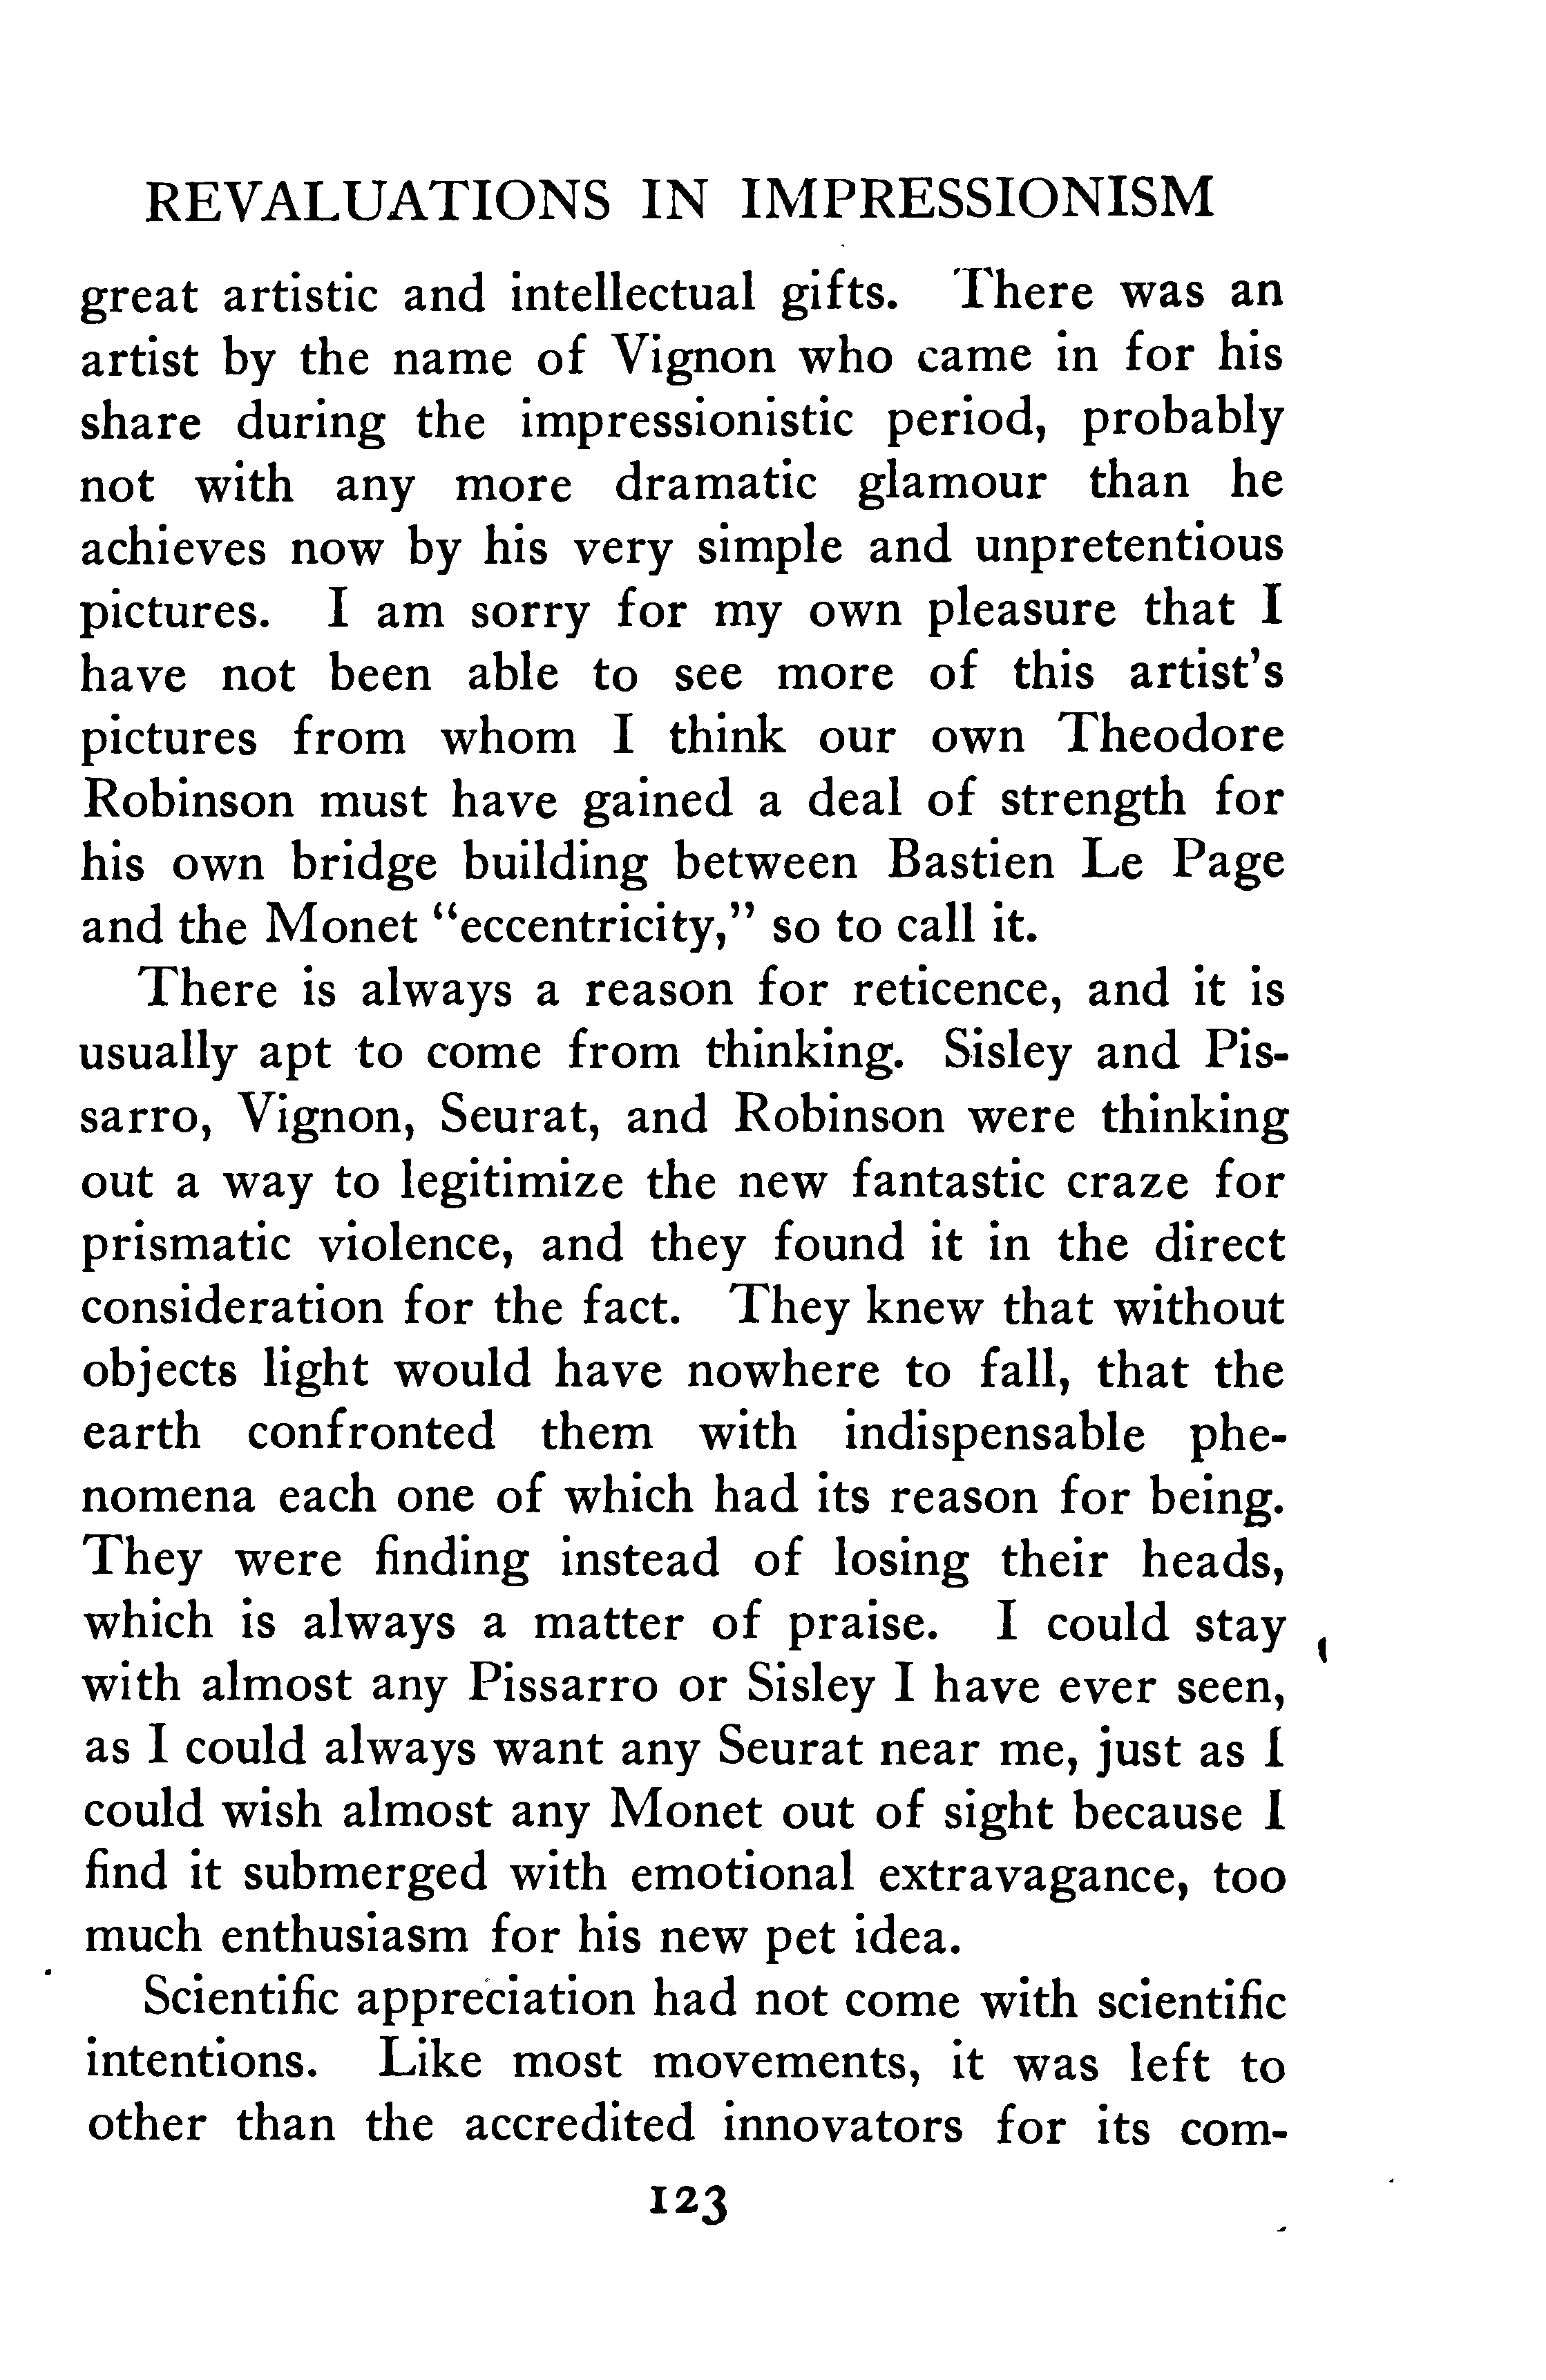 REVALUATIONS IN IMPRESSIONISM
great artistic and intellectual gifts. There was an
artist by the name of Vignon who came in for his
share during the impressionistic period, probably
not with any more dramatic glamour than he
achieves now by his very simple and unpretentious
pictures. I am sorry for my own pleasure that I
have not been able to see more of this artist's
pictures from whom I think our own Theodore
Robinson must have gained a deal of strength for
his own bridge building between Bastien Le Page
and the Monet "eccentricity," so to call it.
There is always a reason for reticence, and it is
usually apt to come from thinking. Sisley and Pis-
sarro, Vignon, Seurat, and Robinson were thinking
out a way to legitimize the new fantastic craze for
prismatic violence, and they found it in the direct
consideration for the fact. They knew that without
objects light would have nowhere to fall, that the
earth confronted them with indispensable phe-
nomena each one of which had its reason for being.
They were finding instead of losing their heads,
which is always a matter of praise. I could stay
with almost any Pissarro or Sisley I have ever seen,
as I could always want any Seurat near me, just as I
could wish almost any Monet out of sight because I
find it submerged with emotional extravagance, too
much enthusiasm for his new pet idea.
Scientific appreciation had not come with scientific
intentions. Like most movements, it was left to
other than the accredited innovators for its com-
123